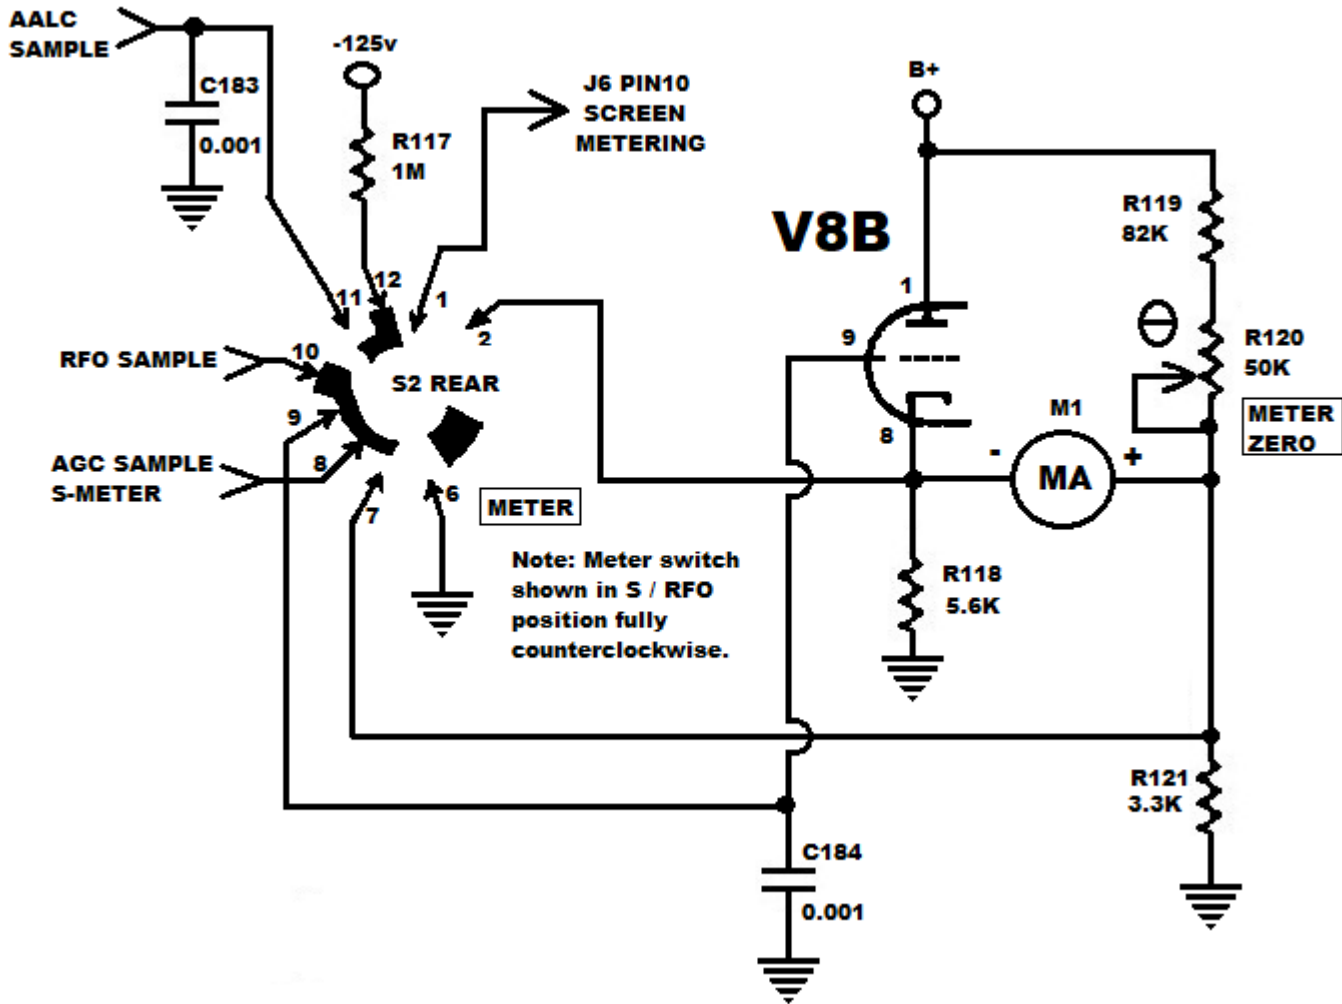 AALC
SAMPLE
C183
0.001
-125v
R117
1M
J6 PIN10
SCREEN
METERING
B+
V8B
R119
82K
R120
50K
METER
ZERO
11
12
1
2
RFO SAMPLE
10
S2 REAR
9
AGC SAMPLE
S-METER
8
7
6
METER
Note: Meter switch
shown in S / RFO
position fully
counterclockwise.
1
9
8
M1
-
MA
+
R118
5.6K
R121
3.3K
C184
0.001